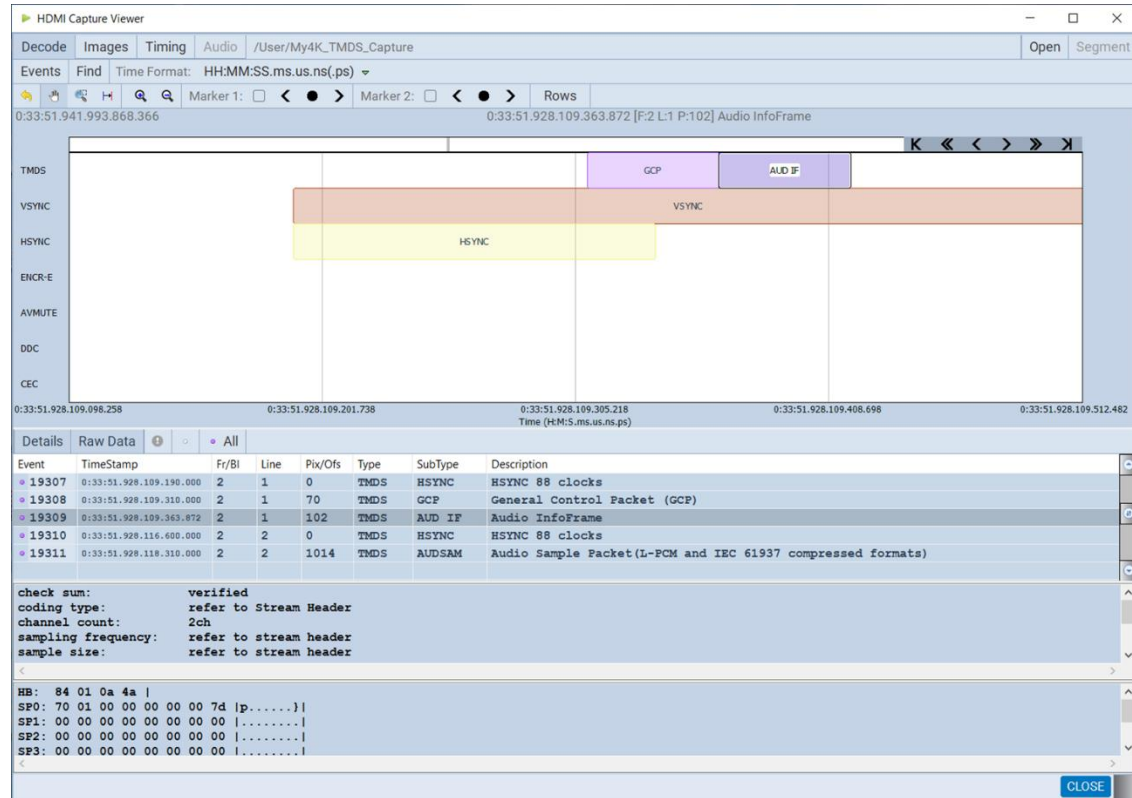 HDMI Capture Viewer
Decode Images Timing Audio /User/My4K_TMDS_Capture Open Segment
Events Find Time Format: HH:MM:SS.ms.us.ns(.ps)
Marker 1: Marker 2: Rows
0:33:51.941.993.868.366 0:33:51.928.109.363.872 [F:2 L:1 P:102] Audio InfoFrame
TMDS GCP AUD IF
VSYNC VSYNC
HSYNC HSYNC
ENCR-E
AVMUTE
DDC
CEC
0:33:51.928.109.098.258 0:33:51.928.109.201.738 0:33:51.928.109.305.218 0:33:51.928.109.408.698 0:33:51.928.109.512.482
Time (H:M:S.ms.us.ns.ps)
Details Raw Data All
Event TimeStamp Fr/Bl Line Pix/Ofs Type SubType Description
19307 0:33:51.928.109.190.000 2 1 0 TMDS HSYNC HSYNC 88 clocks
19308 0:33:51.928.109.310.000 2 1 70 TMDS GCP General Control Packet (GCP)
19309 0:33:51.928.109.363.872 2 1 102 TMDS AUD IF Audio InfoFrame
19310 0:33:51.928.116.600.000 2 2 0 TMDS HSYNC HSYNC 88 clocks
19311 0:33:51.928.118.310.000 2 2 1014 TMDS AUDSAM Audio Sample Packet(L-PCM and IEC 61937 compressed formats)
check sum: verified
coding type: refer to Stream Header
channel count: 2ch
sampling frequency: refer to stream header
sample size: refer to stream header
HB: 84 01 0a 4a |
SP0: 70 01 00 00 00 00 00 7d |p......}|
SP1: 00 00 00 00 00 00 00 00 |........|
SP2: 00 00 00 00 00 00 00 00 |........|
SP3: 00 00 00 00 00 00 00 00 |........|
CLOSE